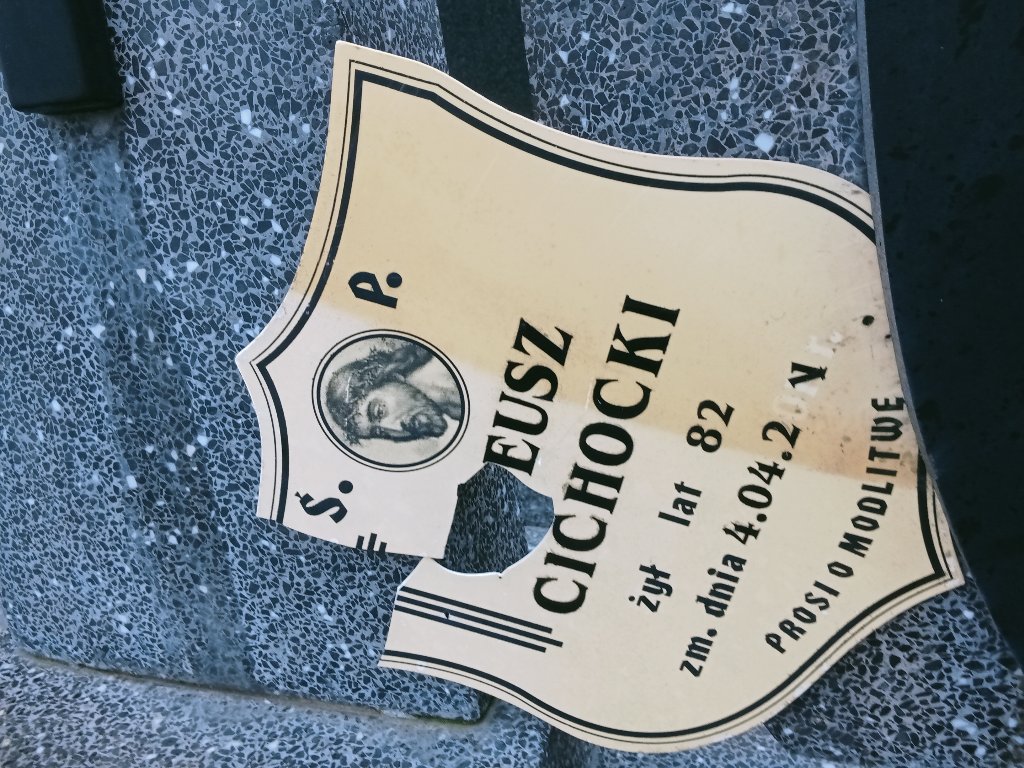 Ś. P.
EUSZ
CICHOCKI
żył lat 82
zm. dnia 4.04.2
PROSI O MODLITWĘ